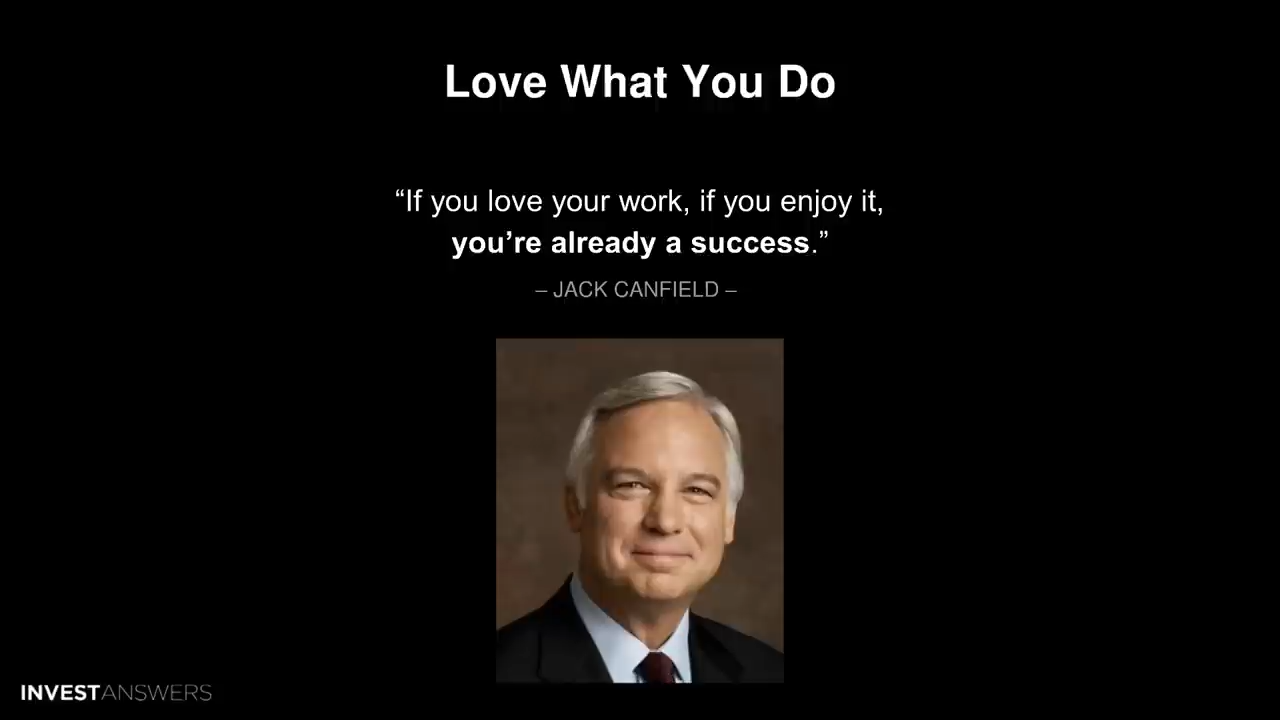 Love What You Do
“If you love your work, if you enjoy it,
you’re already a success.”
– JACK CANFIELD –
INVESTANSWERS